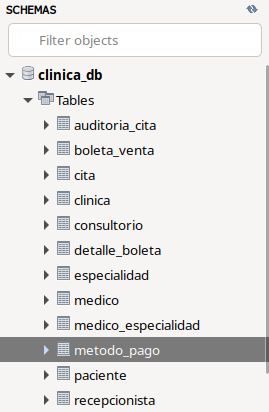 SCHEMAS
Filter objects
clinica_db
Tables
auditoria_cita
boleta_venta
cita
clinica
consultorio
detalle_boleta
especialidad
medico
medico_especialidad
metodo_pago
paciente
recepcionista